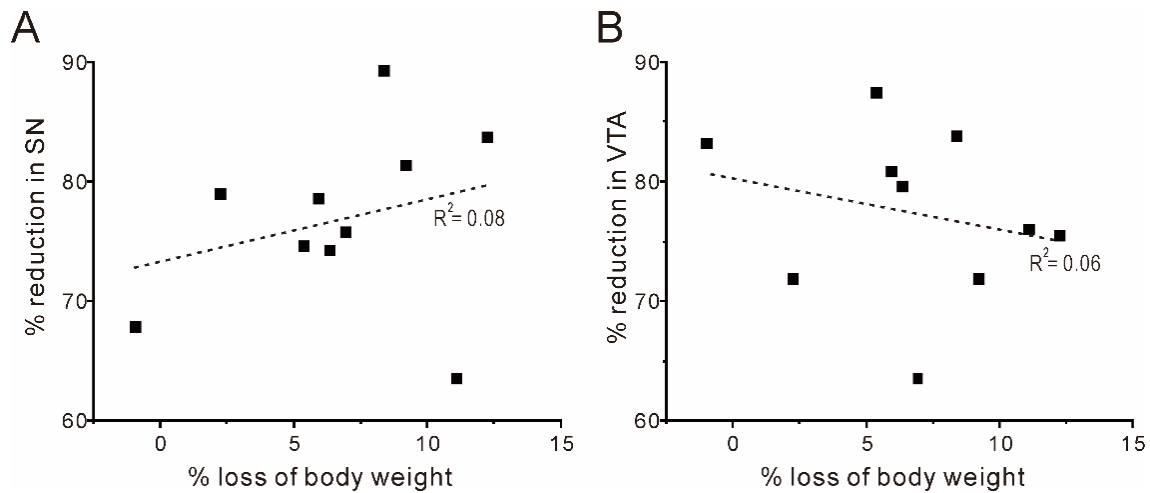 A
90
80
70
60
0
5
10
15
% reduction in SN
% loss of body weight
R²= 0.08
B
90
80
70
60
0
5
10
15
% reduction in VTA
% loss of body weight
R²= 0.06